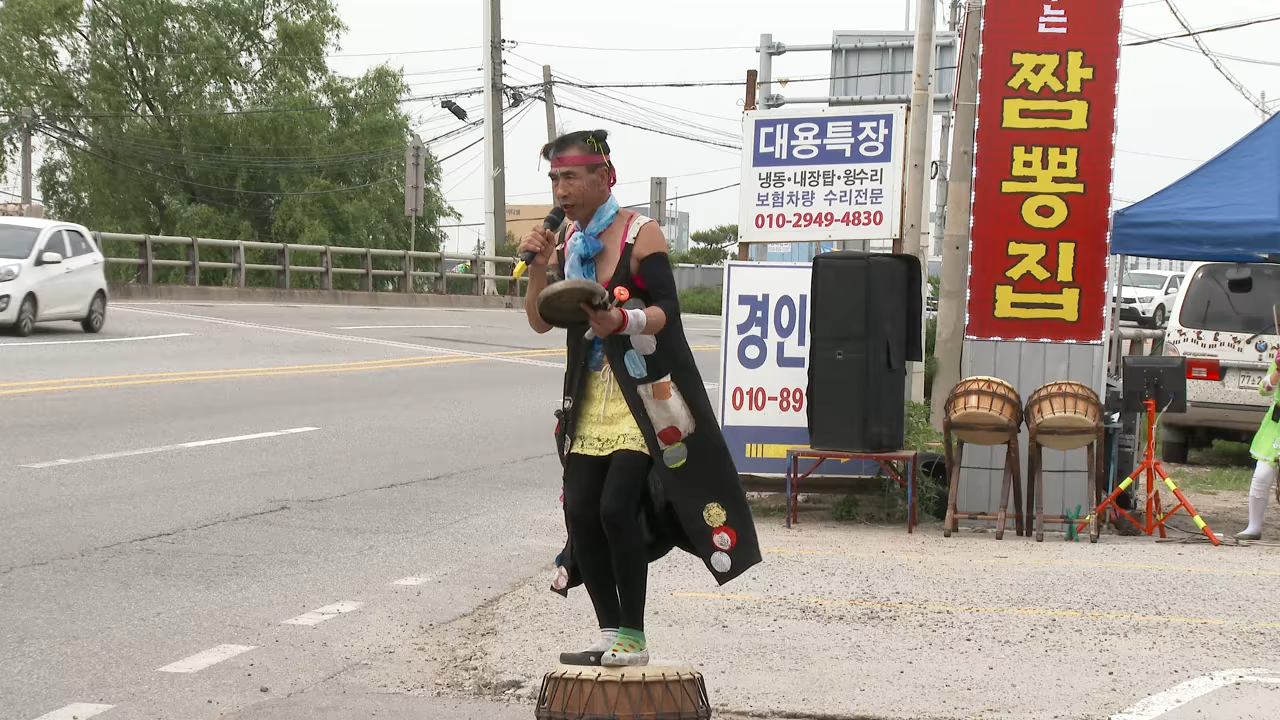 는
짬
뽕
집
대용특장
냉동·내장탑·윙수리
보험차량 수리전문
010-2949-4830
경인
010-89